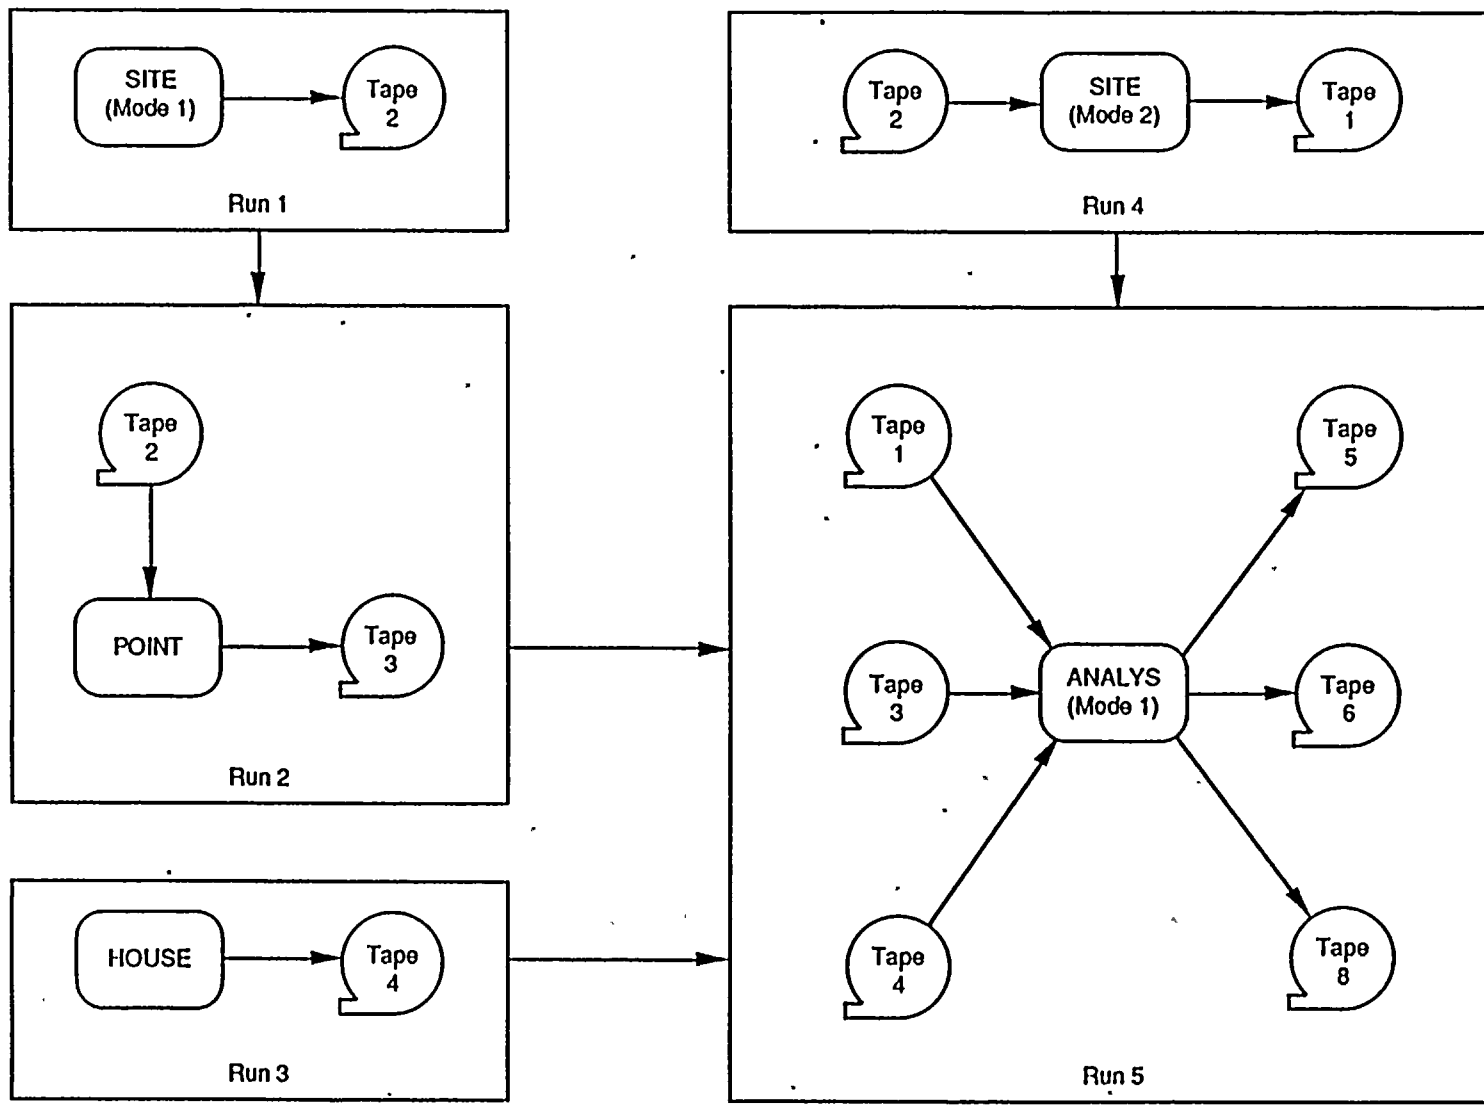 SITE
(Mode 1)
Tape
2
Run 1
Tape
2
SITE
(Mode 2)
Tape
1
Run 4
Tape
2
POINT
Tape
3
Run 2
HOUSE
Tape
4
Run 3
Tape
1
Tape
5
Tape
3
ANALYS
(Mode 1)
Tape
6
Tape
4
Tape
8
Run 5